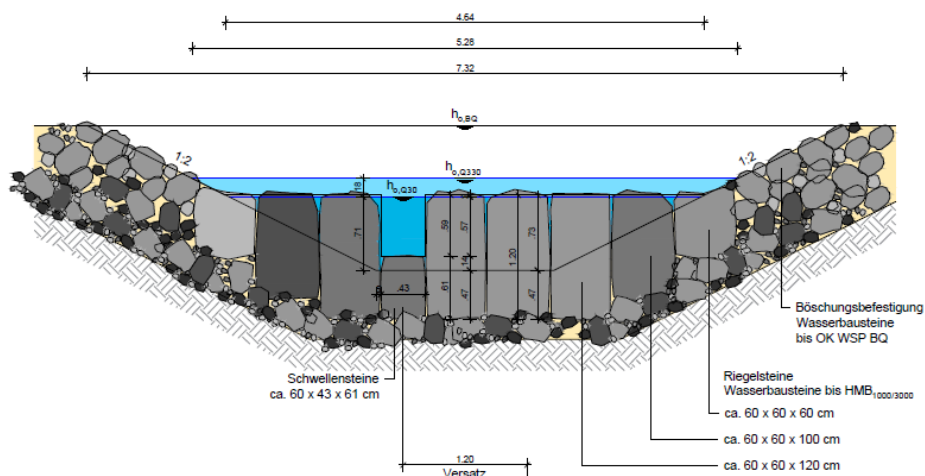 4.64
5.28
7.32
h o,BQ
1:2
h o,Q330
1:2
h o,Q30
.18
.71
.59
.57
.14
1.20
.73
.43
.61
.47
.47
Böschungsbefestigung
Wasserbausteine
bis OK WSP BQ
Schwellensteine
ca. 60 x 43 x 61 cm
Riegelsteine
Wasserbausteine bis HMB1000/3000
ca. 60 x 60 x 60 cm
ca. 60 x 60 x 100 cm
ca. 60 x 60 x 120 cm
1.20
Versatz